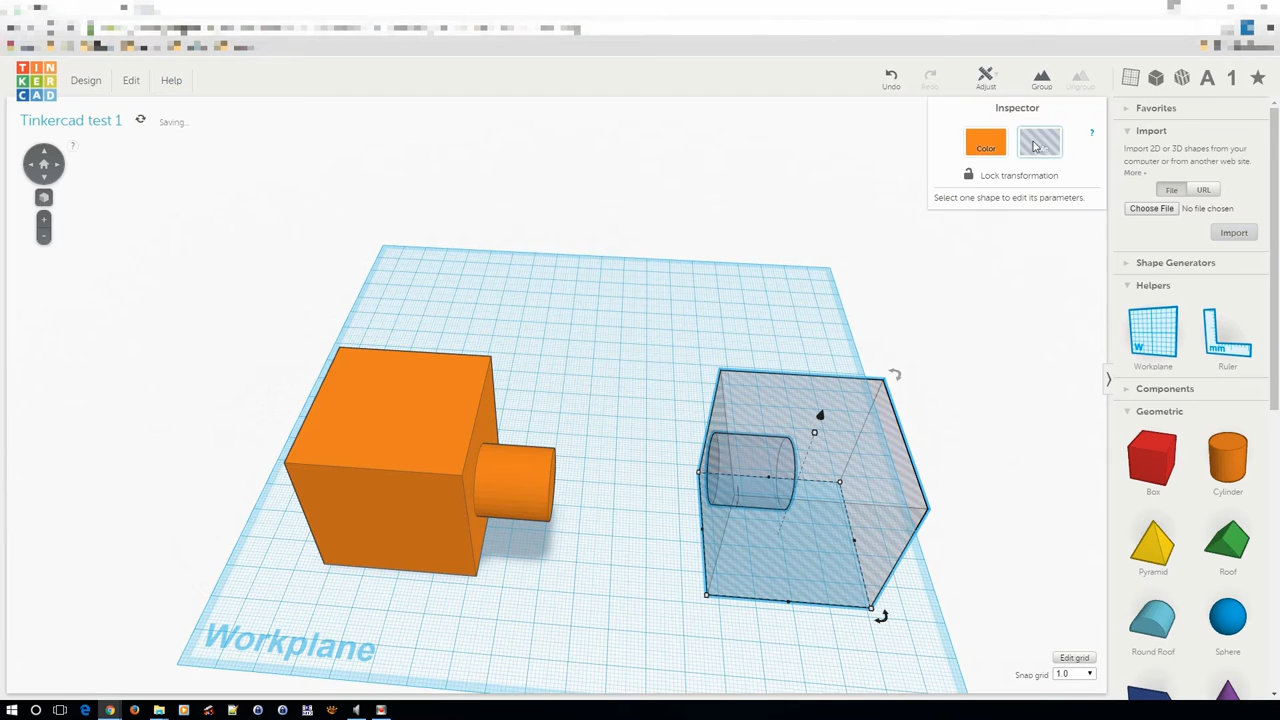 TIN
KER
CAD
Design
Edit
Help
Undo
Redo
Adjust
Group
Ungroup
Tinkercad test 1
Saving...
?
Inspector
Color
?
Lock transformation
Select one shape to edit its parameters.
Favorites
Import
Import 2D or 3D shapes from your
computer or from another web site.
More
File
URL
Choose File No file chosen
Import
Shape Generators
Helpers
W
mm
Workplane
Ruler
Components
Geometric
Box
Cylinder
Pyramid
Roof
Round Roof
Sphere
Workplane
Edit grid
Snap grid 1.0